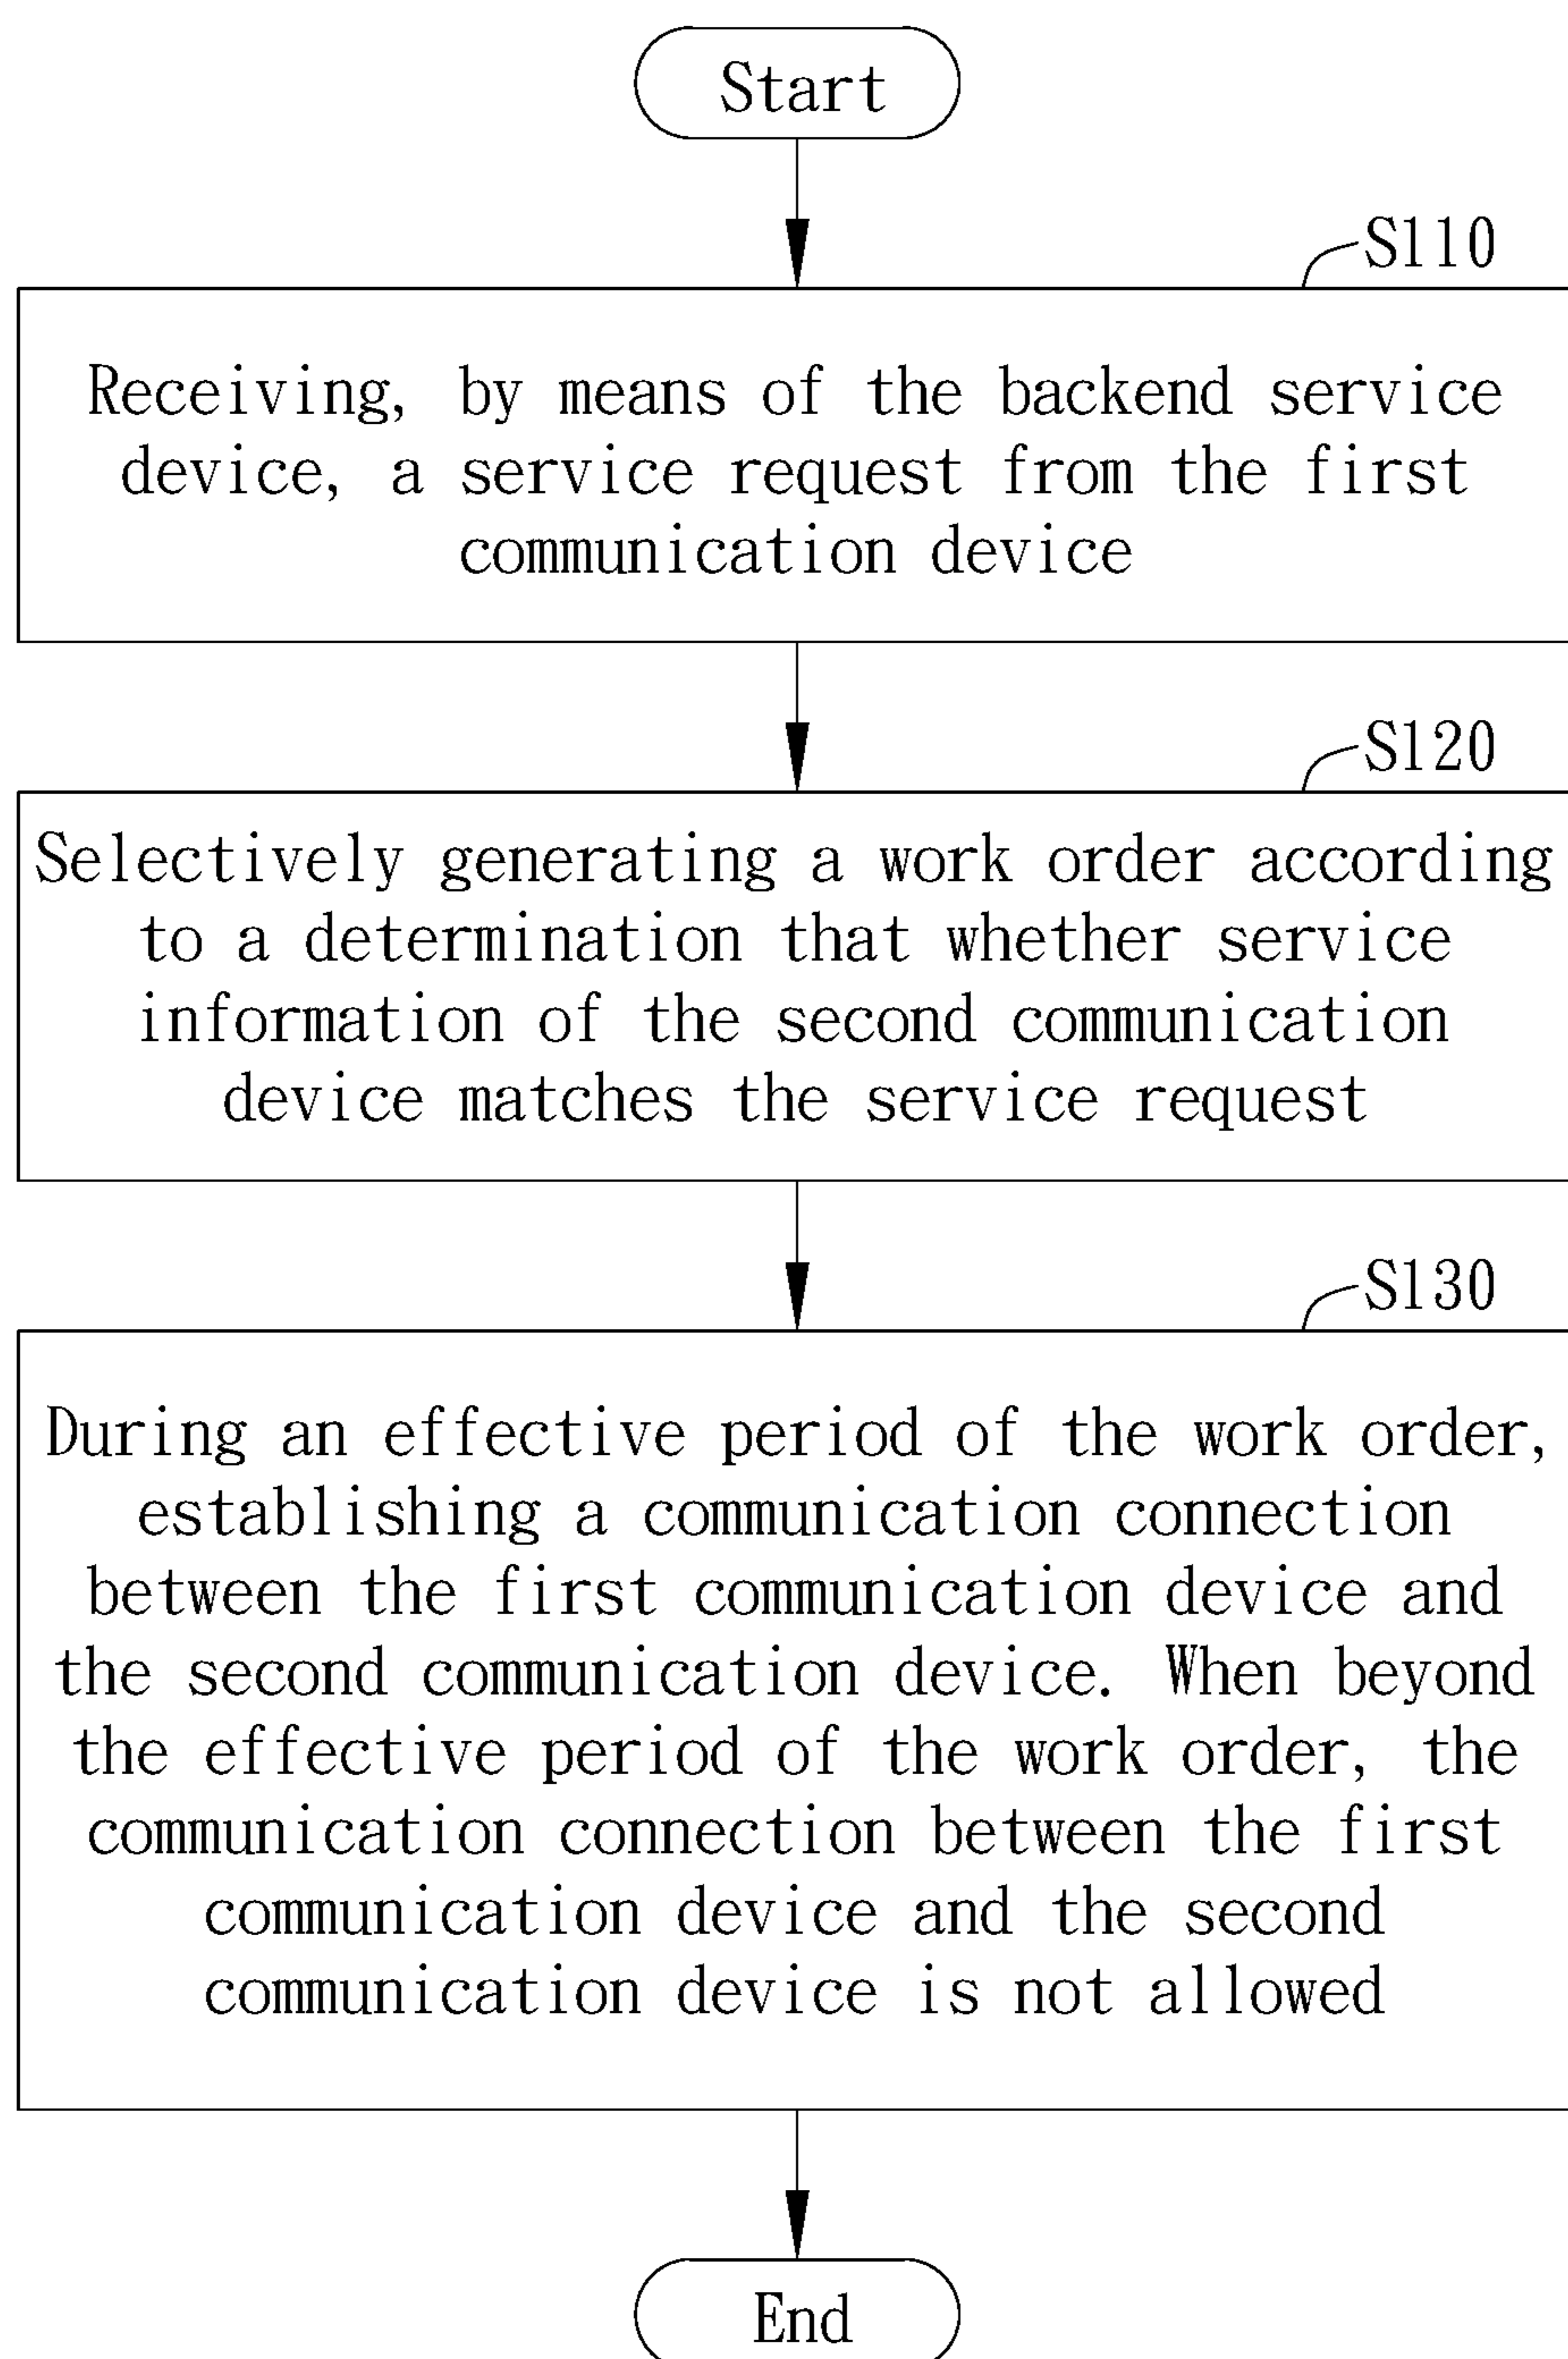 Start
S110
Receiving, by means of the backend service
device, a service request from the first
communication device
S120
Selectively generating a work order according
to a determination that whether service
information of the second communication
device matches the service request
S130
During an effective period of the work order,
establishing a communication connection
between the first communication device and
the second communication device. When beyond
the effective period of the work order, the
communication connection between the first
communication device and the second
communication device is not allowed
End